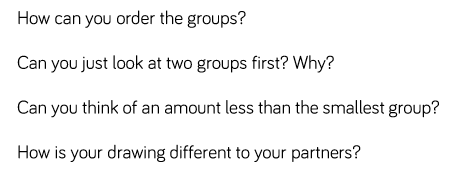 How can you order the groups?
Can you just look at two groups first? Why?
Can you think of an amount less than the smallest group?
How is your drawing different to your partners?